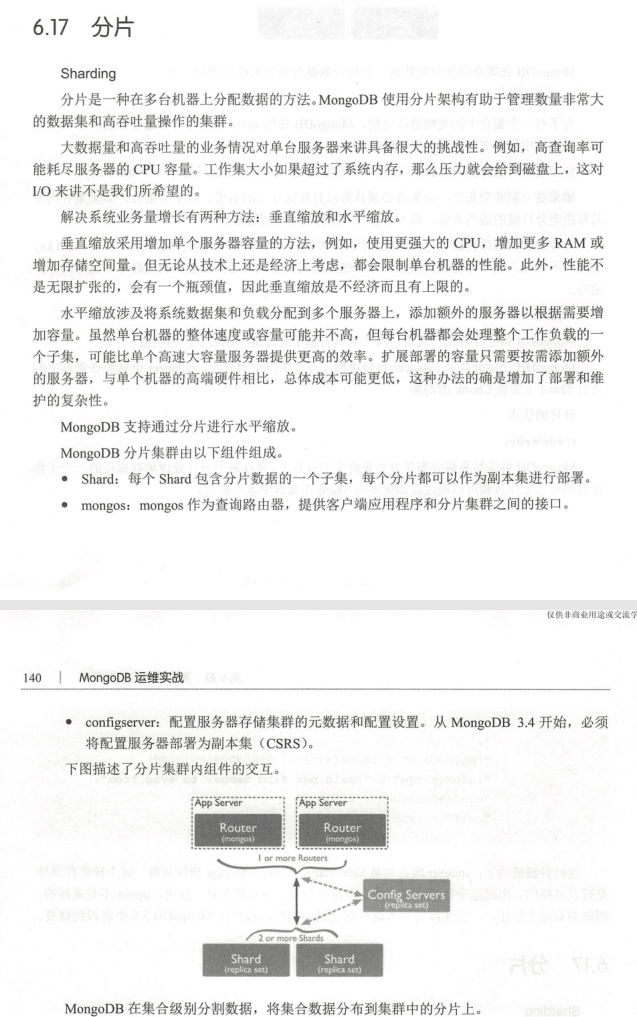 6.17 分片
Sharding
分片是一种在多台机器上分配数据的方法。MongoDB 使用分片架构有助于管理数量非常大
的数据集和高吞吐量操作的集群。
大数据量和高吞吐量的业务情况对单台服务器来讲具备很大的挑战性。例如，高查询率可
能耗尽服务器的 CPU 容量。工作集大小如果超过了系统内存，那么压力就会给到磁盘上，这对
I/O 来讲不是我们所希望的。
解决系统业务量增长有两种方法：垂直缩放和水平缩放。
垂直缩放采用增加单个服务器容量的方法，例如，使用更强大的 CPU，增加更多 RAM 或
增加存储空间量。但无论从技术上还是经济上考虑，都会限制单台机器的性能。此外，性能不
是无限扩张的，会有一个瓶颈值，因此垂直缩放是不经济而且有上限的。
水平缩放涉及将系统数据集和负载分配到多个服务器上，添加额外的服务器以根据需要增
加容量。虽然单台机器的整体速度或容量可能并不高，但每台机器都会处理整个工作负载的一
个子集，可能比单个高速大容量服务器提供更高的效率。扩展部署的容量只需要按需添加额外
的服务器，与单个机器的高端硬件相比，总体成本可能更低，这种办法的确是增加了部署和维
护的复杂性。
MongoDB 支持通过分片进行水平缩放。
MongoDB 分片集群由以下组件组成。
● Shard：每个 Shard 包含分片数据的一个子集，每个分片都可以作为副本集进行部署。
● mongos：mongos 作为查询路由器，提供客户端应用程序和分片集群之间的接口。
仅供非商业用途或交流学
140 | MongoDB 运维实战
● configserver：配置服务器存储集群的元数据和配置设置。从 MongoDB 3.4 开始，必须
将配置服务器部署为副本集（CSRS）。
下图描述了分片集群内组件的交互。
App Server App Server
Router Router
(mongos) (mongos)
1 or more Routers
Config Servers
(replica set)
2 or more Shards
Shard Shard
(replica set) (replica set)
MongoDB 在集合级别分割数据，将集合数据分布到集群中的分片上。